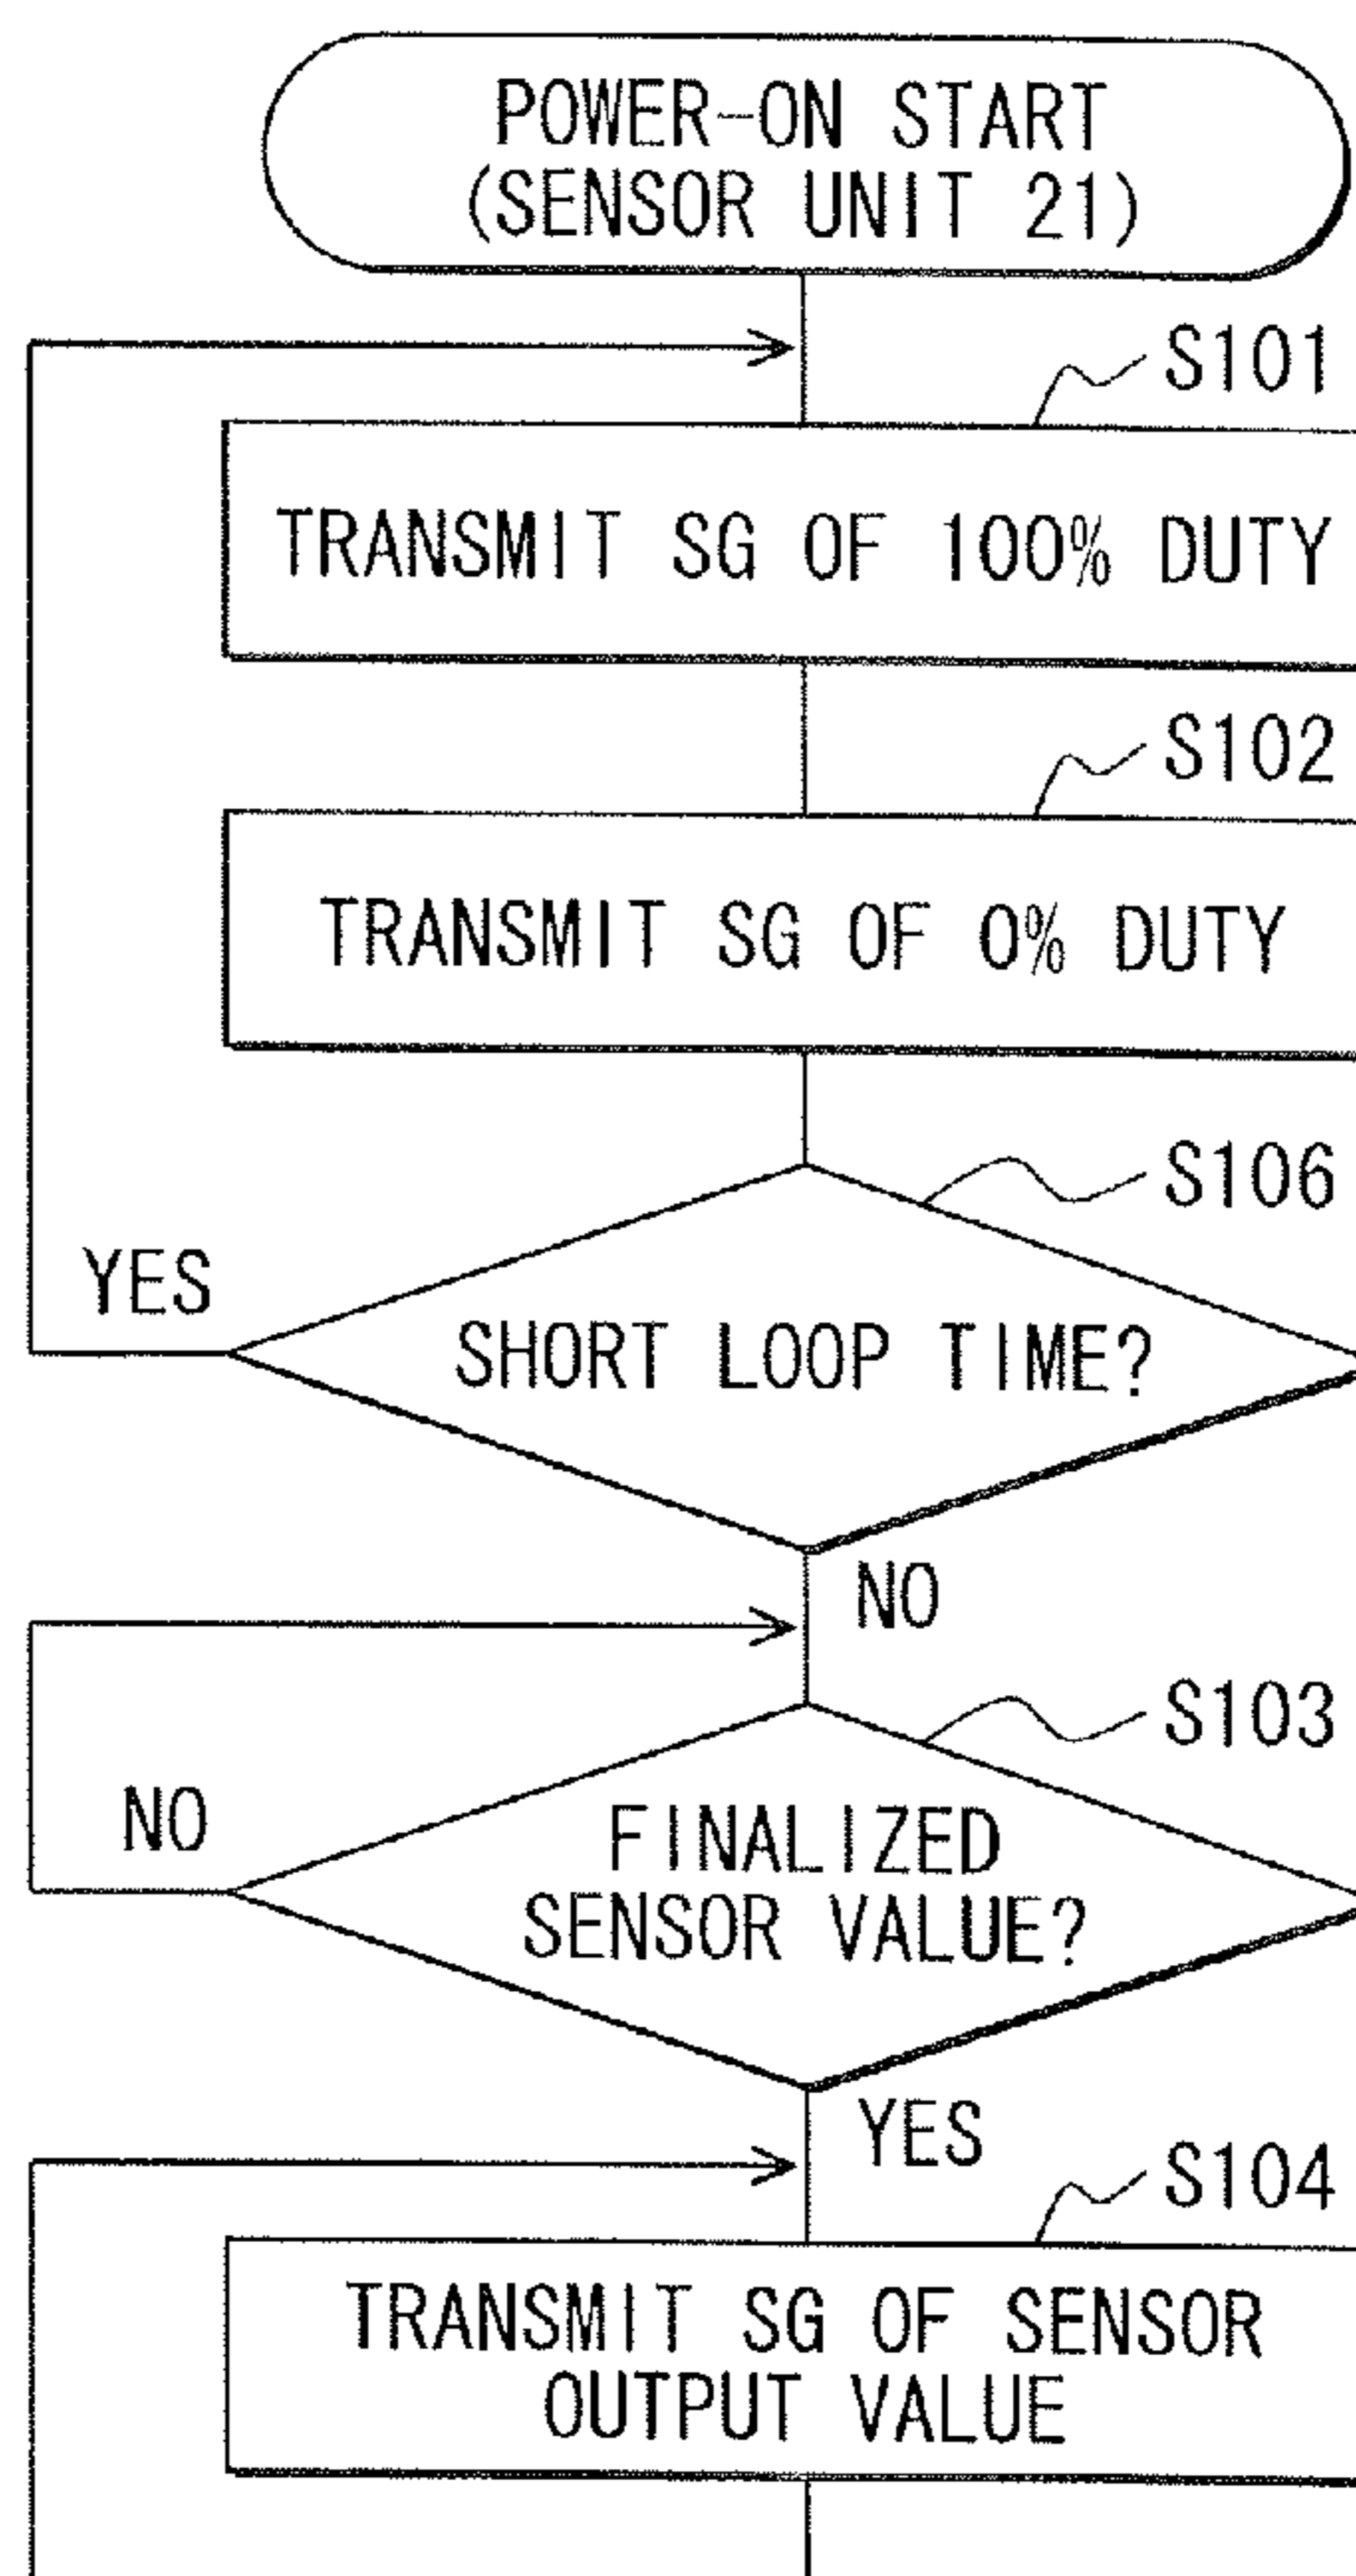 POWER-ON START
(SENSOR UNIT 21)
S101
TRANSMIT SG OF 100% DUTY
S102
TRANSMIT SG OF 0% DUTY
S106
YES
SHORT LOOP TIME?
NO
S103
NO
FINALIZED
SENSOR VALUE?
YES
S104
TRANSMIT SG OF SENSOR
OUTPUT VALUE